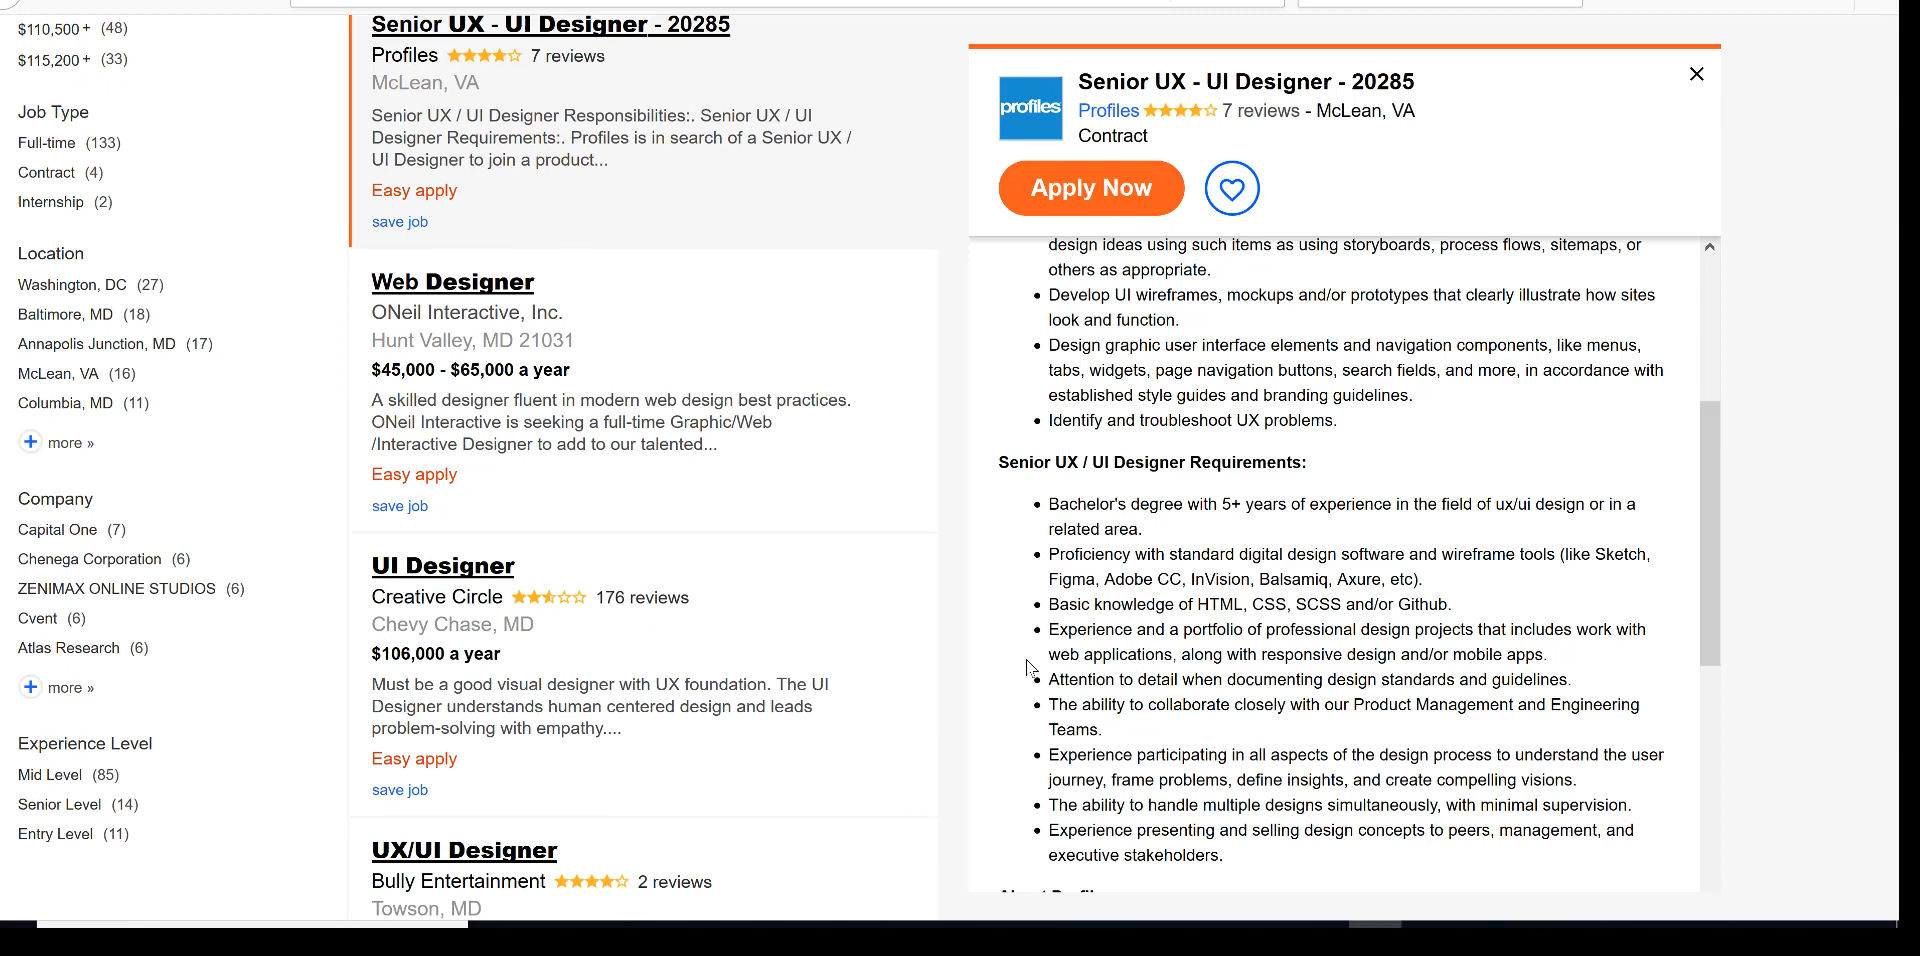 $110,500+ (48)
$115,200+ (33)
Job Type
Full-time (133)
Contract (4)
Internship (2)
Location
Washington, DC (27)
Baltimore, MD (18)
Annapolis Junction, MD (17)
McLean, VA (16)
Columbia, MD (11)
+ more »
Company
Capital One (7)
Chenega Corporation (6)
ZENIMAX ONLINE STUDIOS (6)
Cvent (6)
Atlas Research (6)
+ more »
Experience Level
Mid Level (85)
Senior Level (14)
Entry Level (11)
Senior UX - UI Designer - 20285
Profiles 7 reviews
McLean, VA
Senior UX / UI Designer Responsibilities:. Senior UX / UI
Designer Requirements:. Profiles is in search of a Senior UX /
UI Designer to join a product...
Easy apply
save job
Web Designer
ONeil Interactive, Inc.
Hunt Valley, MD 21031
$45,000 - $65,000 a year
A skilled designer fluent in modern web design best practices.
ONeil Interactive is seeking a full-time Graphic/Web
/Interactive Designer to add to our talented...
Easy apply
save job
UI Designer
Creative Circle 176 reviews
Chevy Chase, MD
$106,000 a year
Must be a good visual designer with UX foundation. The UI
Designer understands human centered design and leads
problem-solving with empathy....
Easy apply
save job
UX/UI Designer
Bully Entertainment 2 reviews
Towson, MD
profiles
Senior UX - UI Designer - 20285
Profiles 7 reviews - McLean, VA
Contract
Apply Now
design ideas using such items as using storyboards, process flows, sitemaps, or
others as appropriate.
• Develop UI wireframes, mockups and/or prototypes that clearly illustrate how sites
look and function.
• Design graphic user interface elements and navigation components, like menus,
tabs, widgets, page navigation buttons, search fields, and more, in accordance with
established style guides and branding guidelines.
• Identify and troubleshoot UX problems.
Senior UX / UI Designer Requirements:
• Bachelor's degree with 5+ years of experience in the field of ux/ui design or in a
related area.
• Proficiency with standard digital design software and wireframe tools (like Sketch,
Figma, Adobe CC, InVision, Balsamiq, Axure, etc).
• Basic knowledge of HTML, CSS, SCSS and/or Github.
• Experience and a portfolio of professional design projects that includes work with
web applications, along with responsive design and/or mobile apps.
• Attention to detail when documenting design standards and guidelines.
• The ability to collaborate closely with our Product Management and Engineering
Teams.
• Experience participating in all aspects of the design process to understand the user
journey, frame problems, define insights, and create compelling visions.
• The ability to handle multiple designs simultaneously, with minimal supervision.
• Experience presenting and selling design concepts to peers, management, and
executive stakeholders.